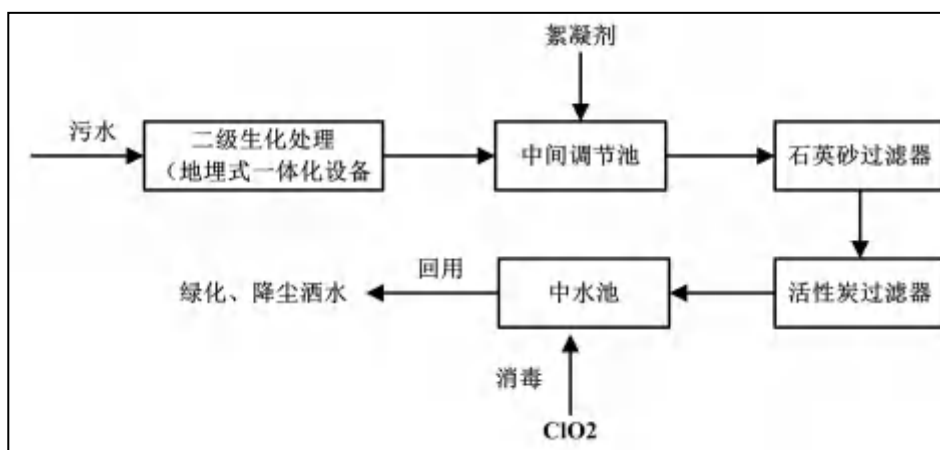 絮凝剂
污水
二级生化处理
（地埋式一体化设备
中间调节池
石英砂过滤器
回用
绿化、降尘洒水
中水池
活性炭过滤器
消毒
ClO2